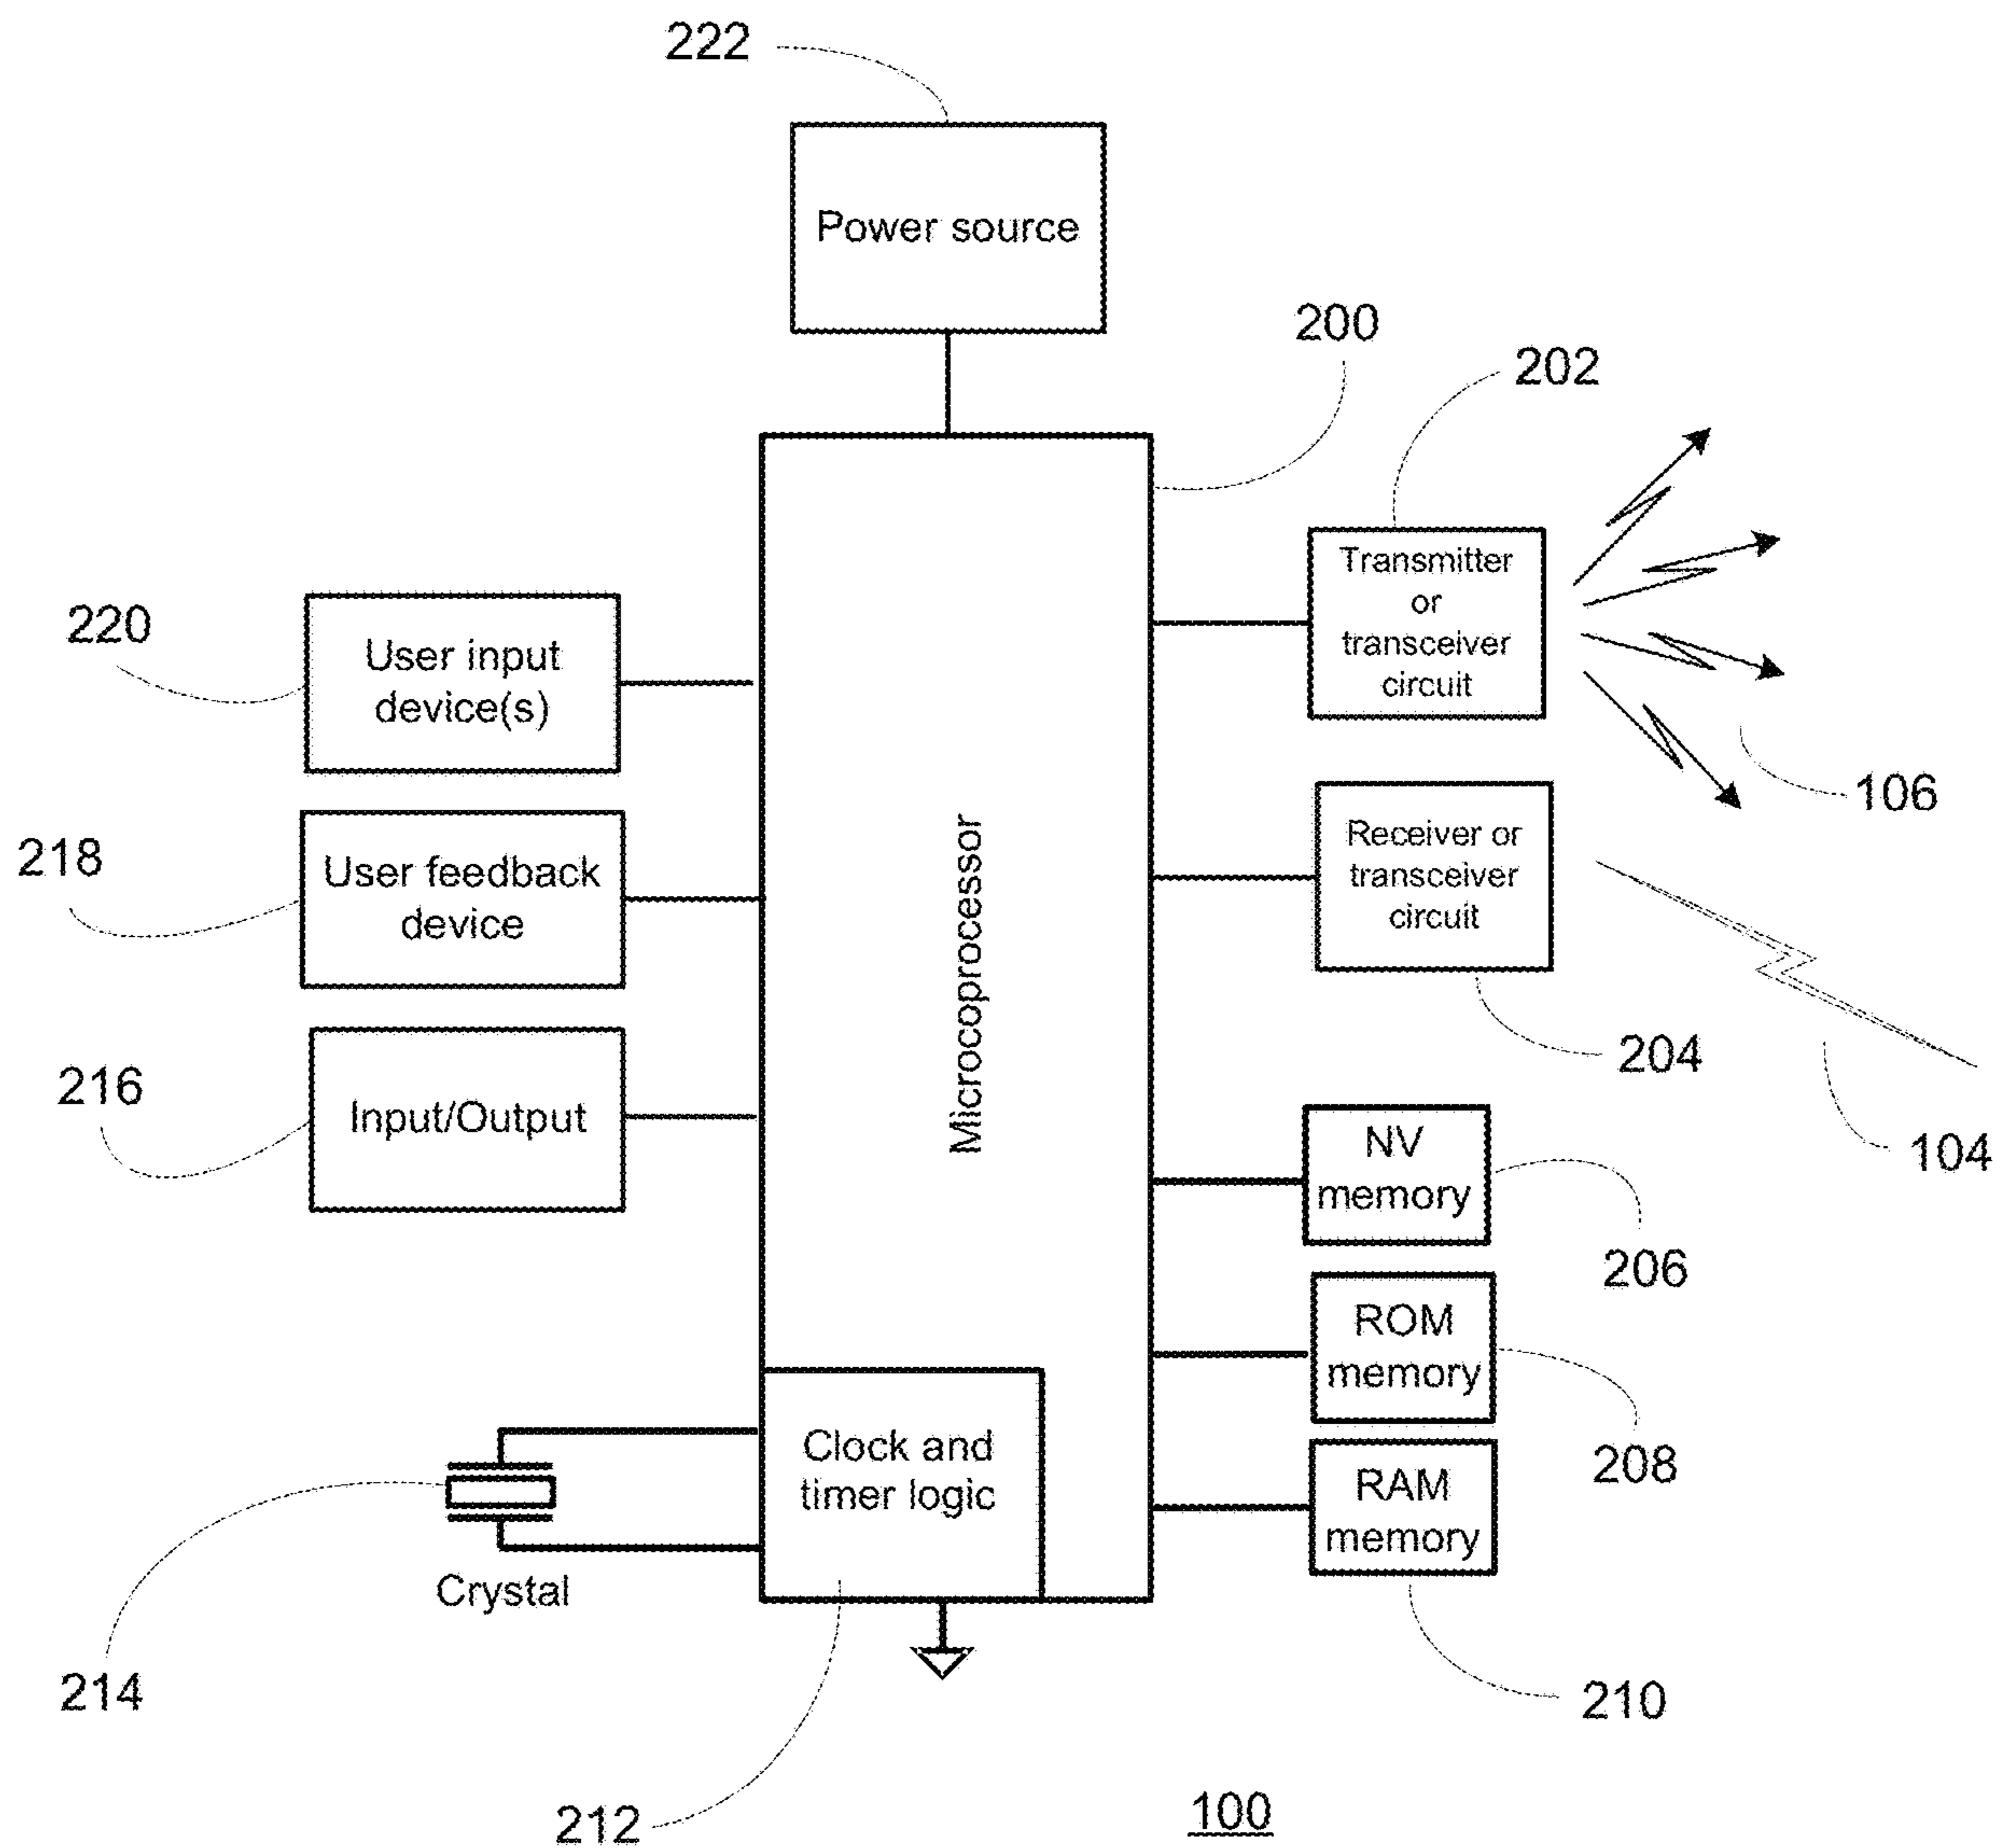 222
Power source
200
202
Transmitter
or
transceiver
circuit
106
220
User input
device(s)
218
User feedback
device
Receiver or
transceiver
circuit
204
104
216
Input/Output
Microcoprocessor
NV
memory
206
ROM
memory
208
RAM
memory
210
Clock and
timer logic
Crystal
214
212
100